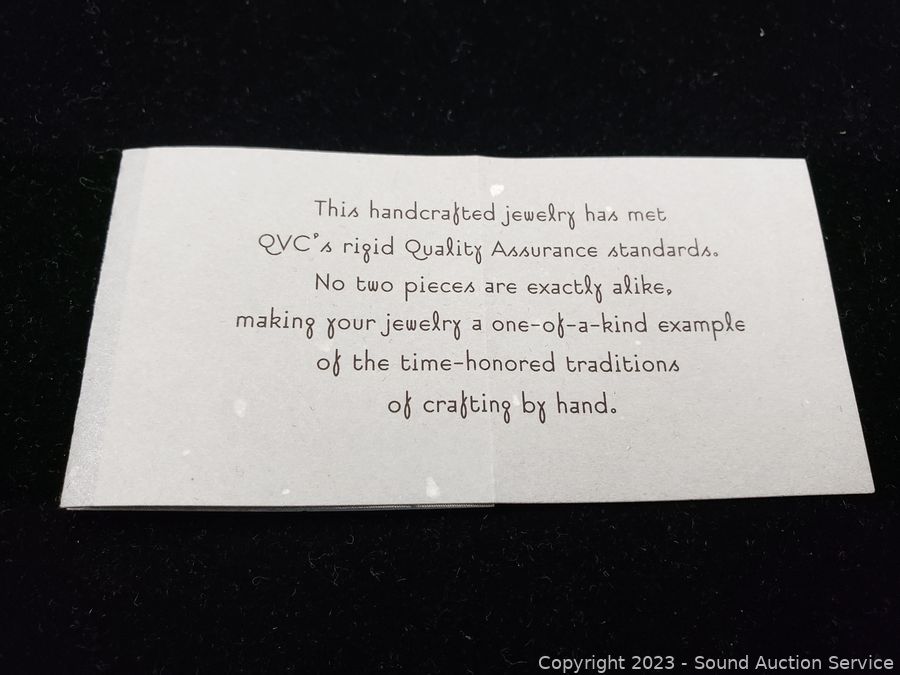 This handcrafted jewelry has met
QVC's rigid Quality Assurance standards.
No two pieces are exactly alike,
making your jewelry a one-of-a-kind example
of the time-honored traditions
of crafting by hand.
Copyright 2023 - Sound Auction Service